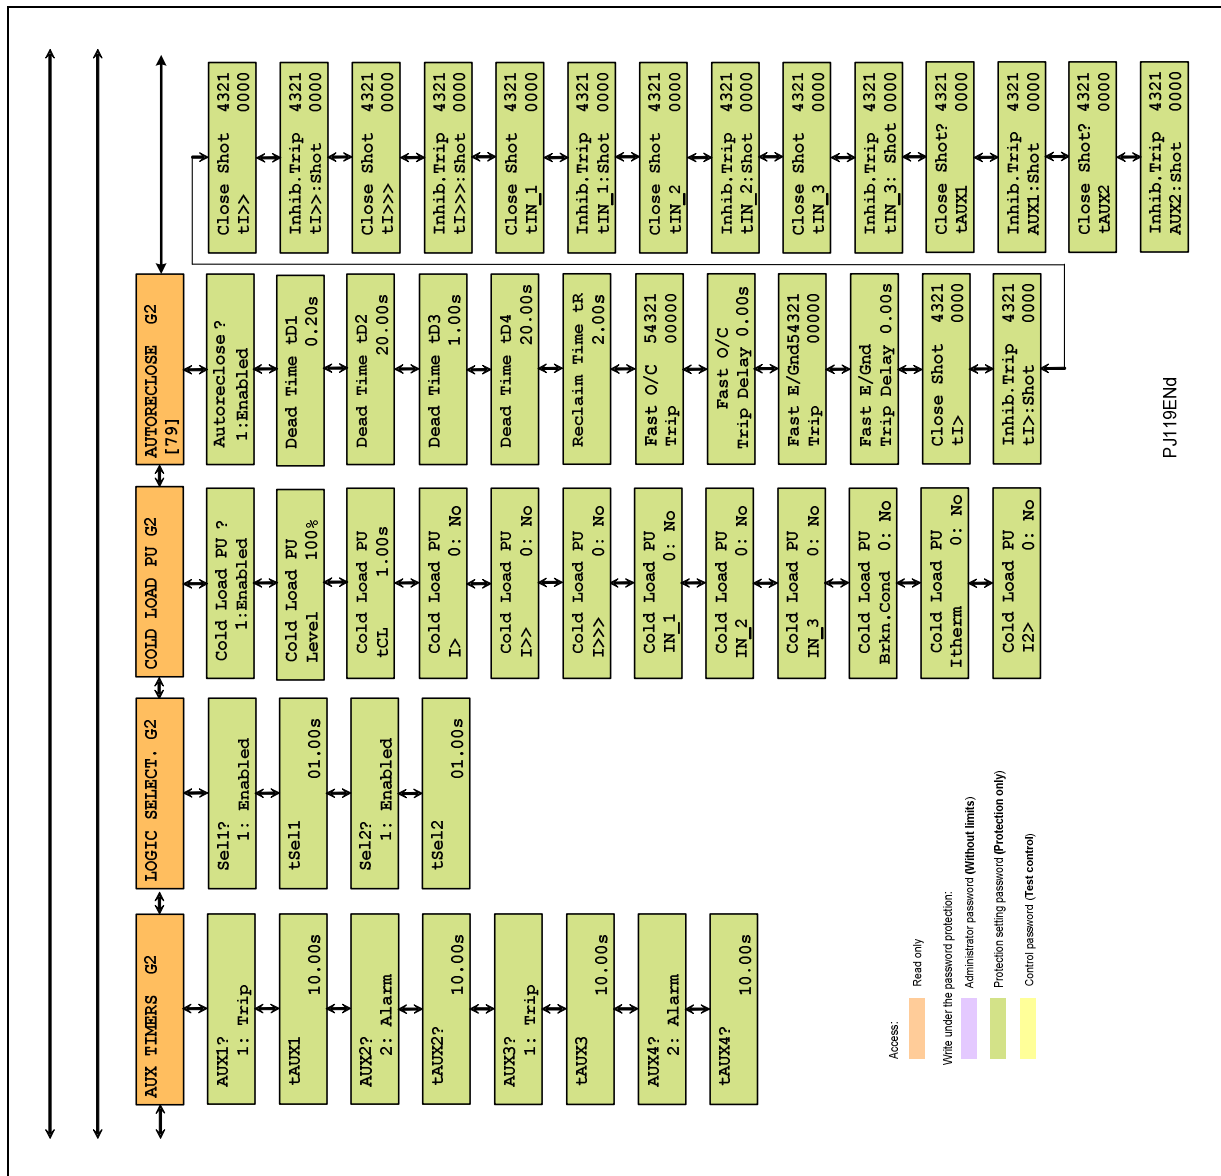 AUX TIMERS G2
AUX1?
1: Trip
tAUX1
10.00s
AUX2?
2: Alarm
tAUX2?
10.00s
AUX3?
1: Trip
tAUX3
10.00s
AUX4?
2: Alarm
tAUX4?
10.00s
LOGIC SELECT. G2
Sel1?
1: Enabled
tSel1
01.00s
Sel2?
1: Enabled
tSel2
01.00s
COLD LOAD PU G2
Cold Load PU ?
1:Enabled
Cold Load PU
Level 100%
Cold Load PU
tCL 1.00s
Cold Load PU
I> 0: No
Cold Load PU
I>> 0: No
Cold Load PU
I>>> 0: No
Cold Load PU
IN_1 0: No
Cold Load PU
IN_2 0: No
Cold Load PU
IN_3 0: No
Cold Load PU
Brkn.Cond 0: No
Cold Load PU
Itherm 0: No
Cold Load PU
I2> 0: No
AUTORECLOSE G2
[79]
Autoreclose ?
1:Enabled
Dead Time tD1
0.20s
Dead Time tD2
20.00s
Dead Time tD3
1.00s
Dead Time tD4
20.00s
Reclaim Time tR
2.00s
Fast O/C 54321
Trip 00000
Fast O/C
Trip Delay 0.00s
Fast E/Gnd54321
Trip 00000
Fast E/Gnd
Trip Delay 0.00s
Close Shot 4321
tI> 0000
Inhib.Trip 4321
tI>:Shot 0000
Close Shot 4321
tI>> 0000
Inhib.Trip 4321
tI>>:Shot 0000
Close Shot 4321
tI>>> 0000
Inhib.Trip 4321
tI>>>:Shot 0000
Close Shot 4321
tIN_1 0000
Inhib.Trip 4321
tIN_1:Shot 0000
Close Shot 4321
tIN_2 0000
Inhib.Trip 4321
tIN_2:Shot 0000
Close Shot 4321
tIN_3 0000
Inhib.Trip 4321
tIN_3: Shot 0000
Close Shot? 4321
tAUX1 0000
Inhib.Trip 4321
AUX1:Shot 0000
Close Shot? 4321
tAUX2 0000
Inhib.Trip 4321
AUX2:Shot 0000
Access:
Read only
Write under the password protection:
Administrator password (Without limits)
Protection setting password (Protection only)
Control password (Test control)
PJ119ENd